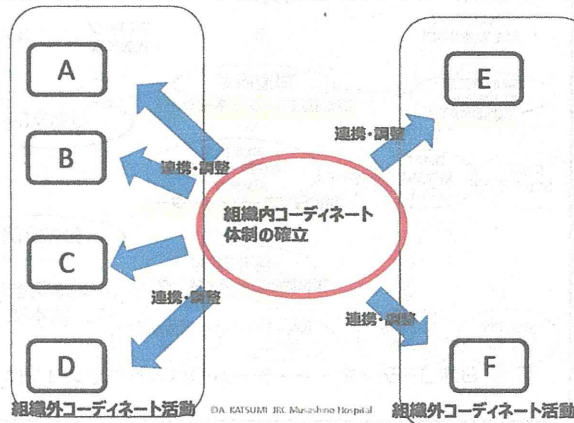 A
B
C
D
E
F
連携・調整
連携・調整
連携・調整
連携・調整
組織内コーディネート
体制の確立
組織外コーディネート活動
組織外コーディネート活動
©A. KATSUMI JRC Musashino Hospital